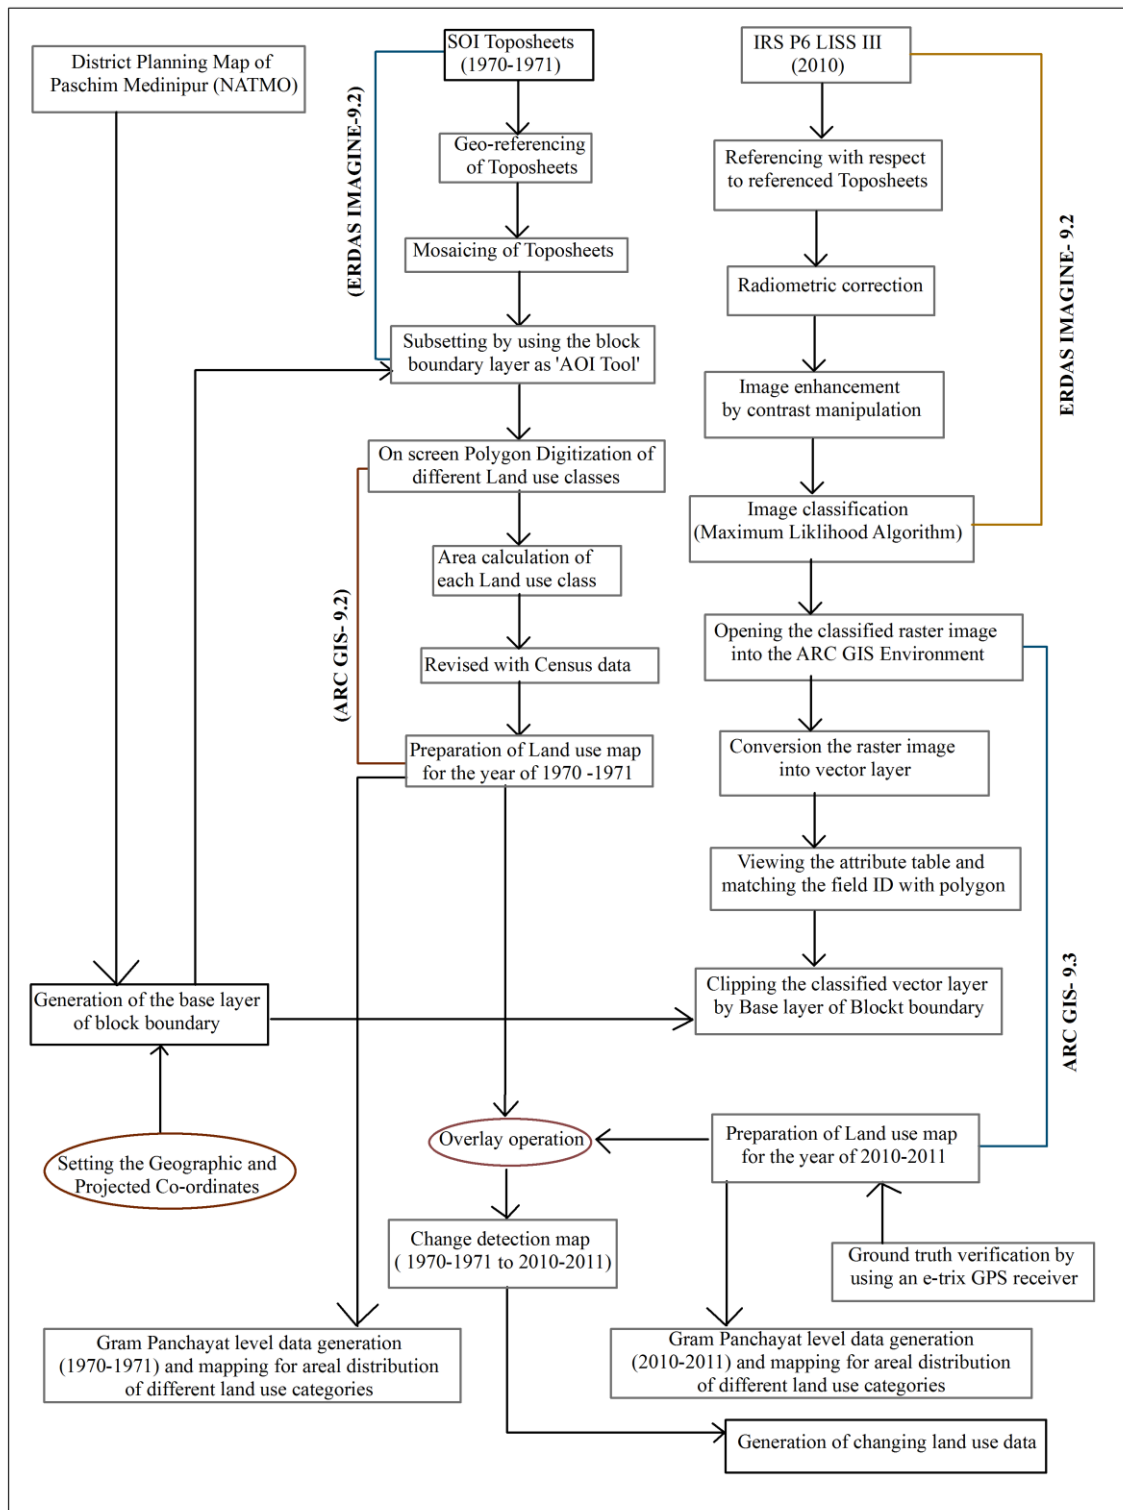 District Planning Map of
Paschim Medinipur (NATMO)
SOI Toposheets
(1970-1971)
IRS P6 LISS III
(2010)
(ERDAS IMAGINE-9.2)
Geo-referencing
of Toposheets
Referencing with respect
to referenced Toposheets
ERDAS IMAGINE- 9.2
Mosaicing of Toposheets
Radiometric correction
Subsetting by using the block
boundary layer as 'AOI Tool'
Image enhancement
by contrast manipulation
On screen Polygon Digitization of
different Land use classes
Image classification
(Maximum Liklihood Algorithm)
Area calculation of
each Land use class
(ARC GIS- 9.2)
Opening the classified raster image
into the ARC GIS Environment
Revised with Census data
Preparation of Land use map
for the year of 1970 -1971
Conversion the raster image
into vector layer
Viewing the attribute table and
matching the field ID with polygon
ARC GIS- 9.3
Generation of the base layer
of block boundary
Clipping the classified vector layer
by Base layer of Blockt boundary
Setting the Geographic and
Projected Co-ordinates
Overlay operation
Preparation of Land use map
for the year of 2010-2011
Change detection map
( 1970-1971 to 2010-2011)
Ground truth verification by
using an e-trix GPS receiver
Gram Panchayat level data generation
(1970-1971) and mapping for areal distribution
of different land use categories
Gram Panchayat level data generation
(2010-2011) and mapping for areal distribution
of different land use categories
Generation of changing land use data